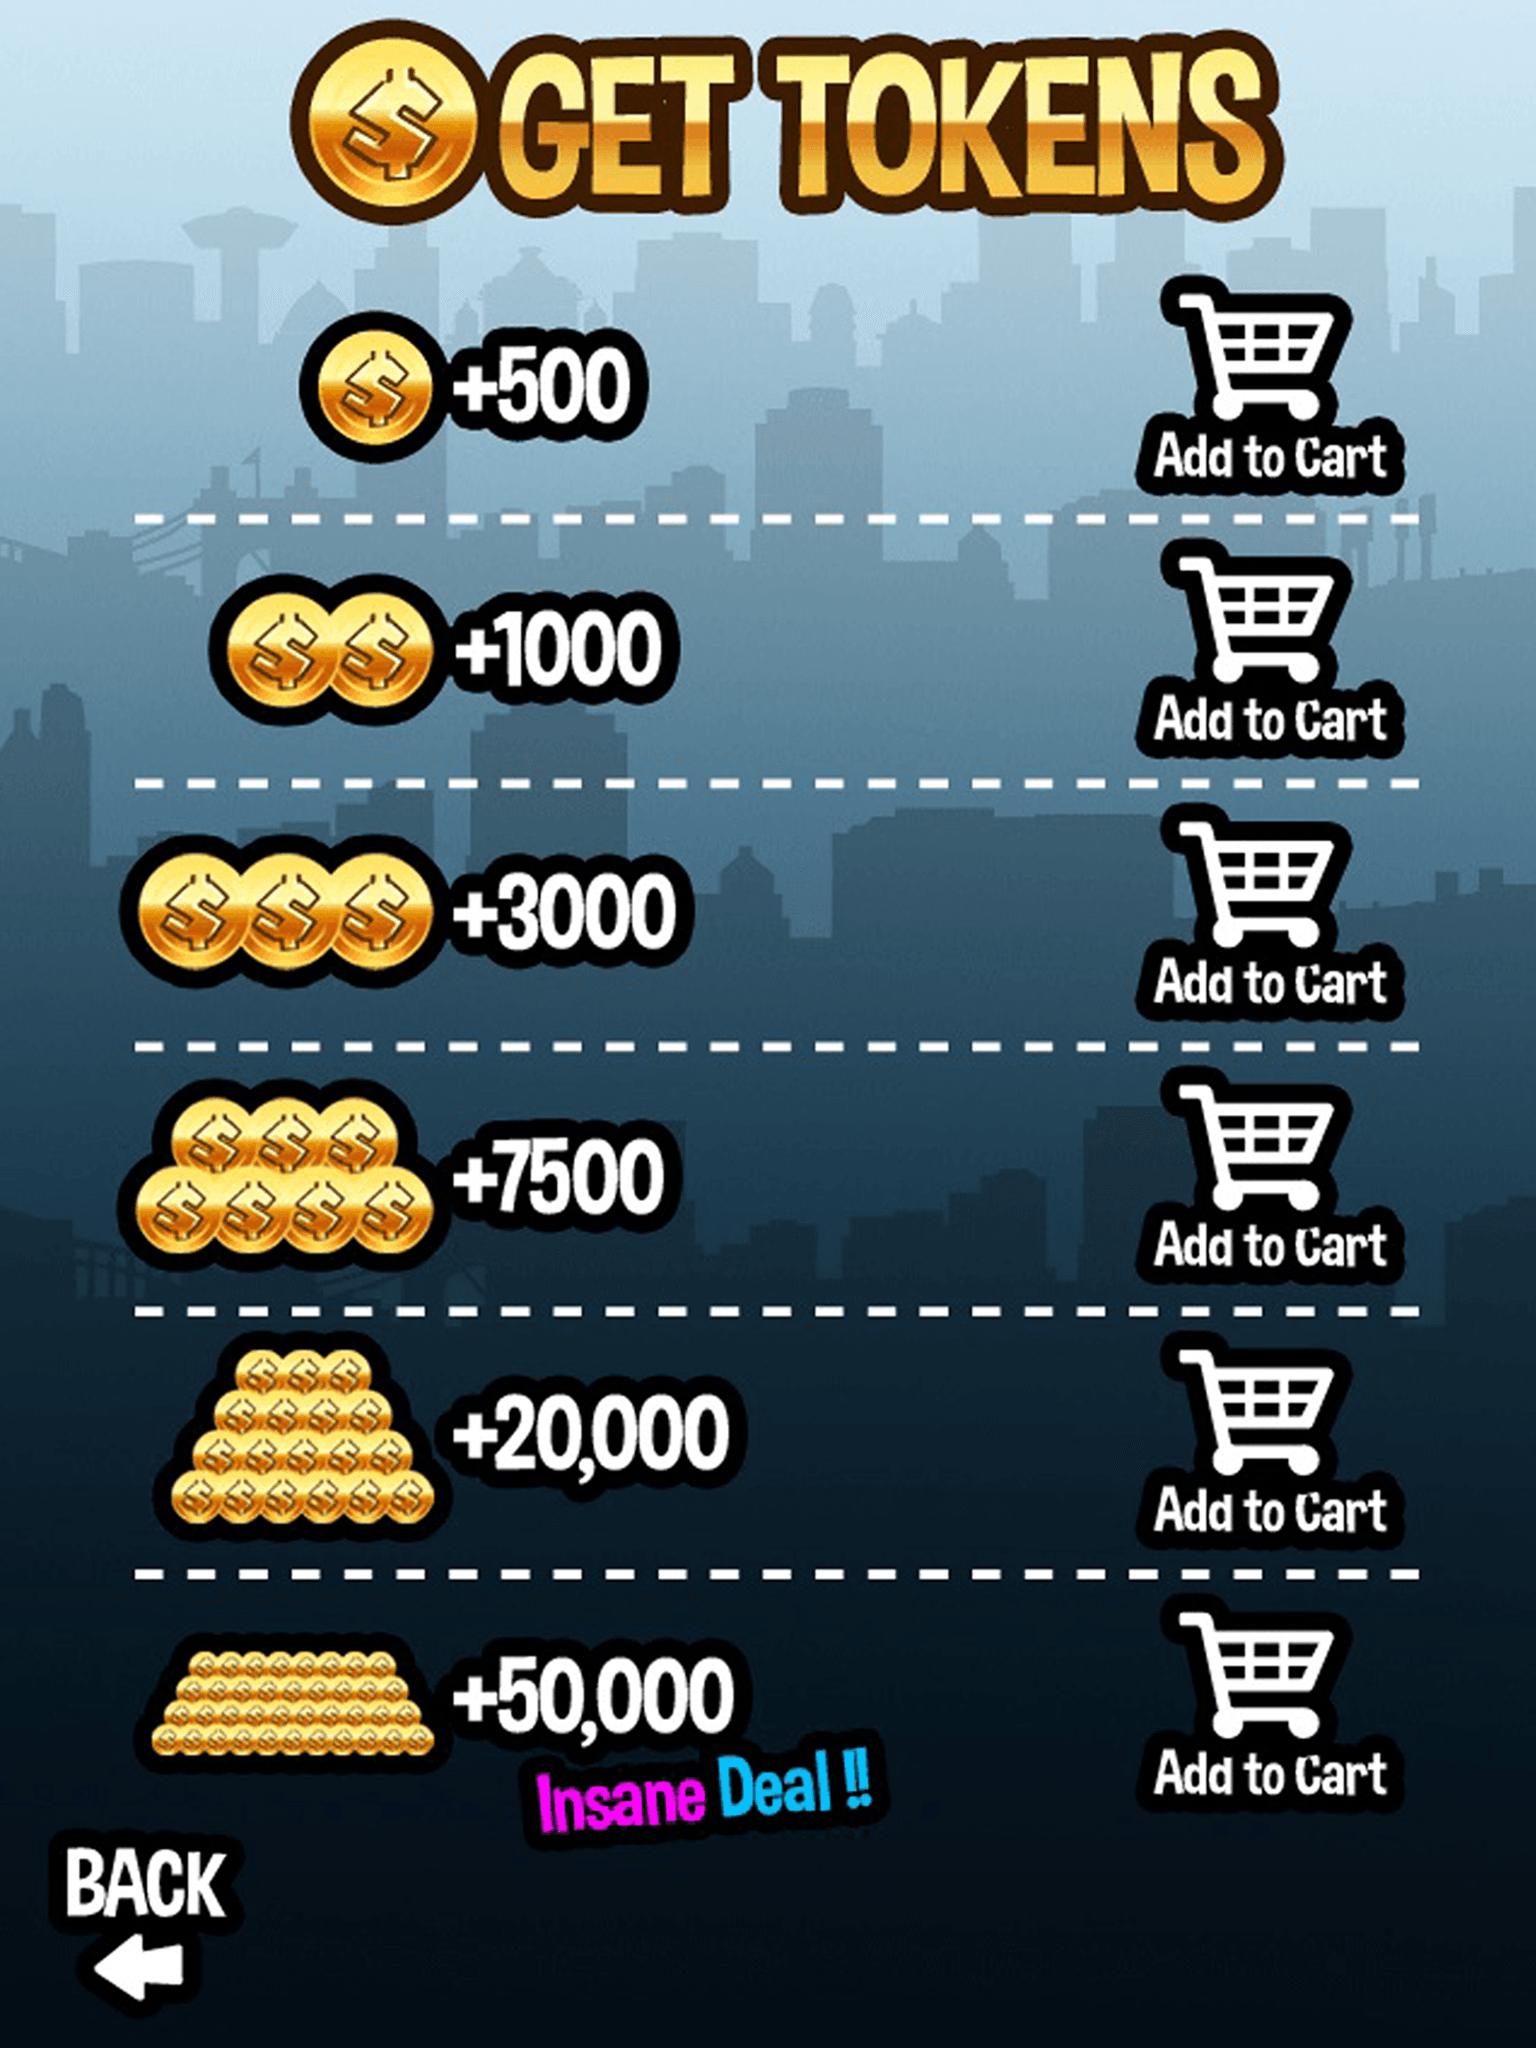 GET TOKENS
+500
Add to Cart
+1000
Add to Cart
+3000
Add to Cart
+7500
Add to Cart
+20,000
Add to Cart
+50,000
Insane Deal !!
Add to Cart
BACK